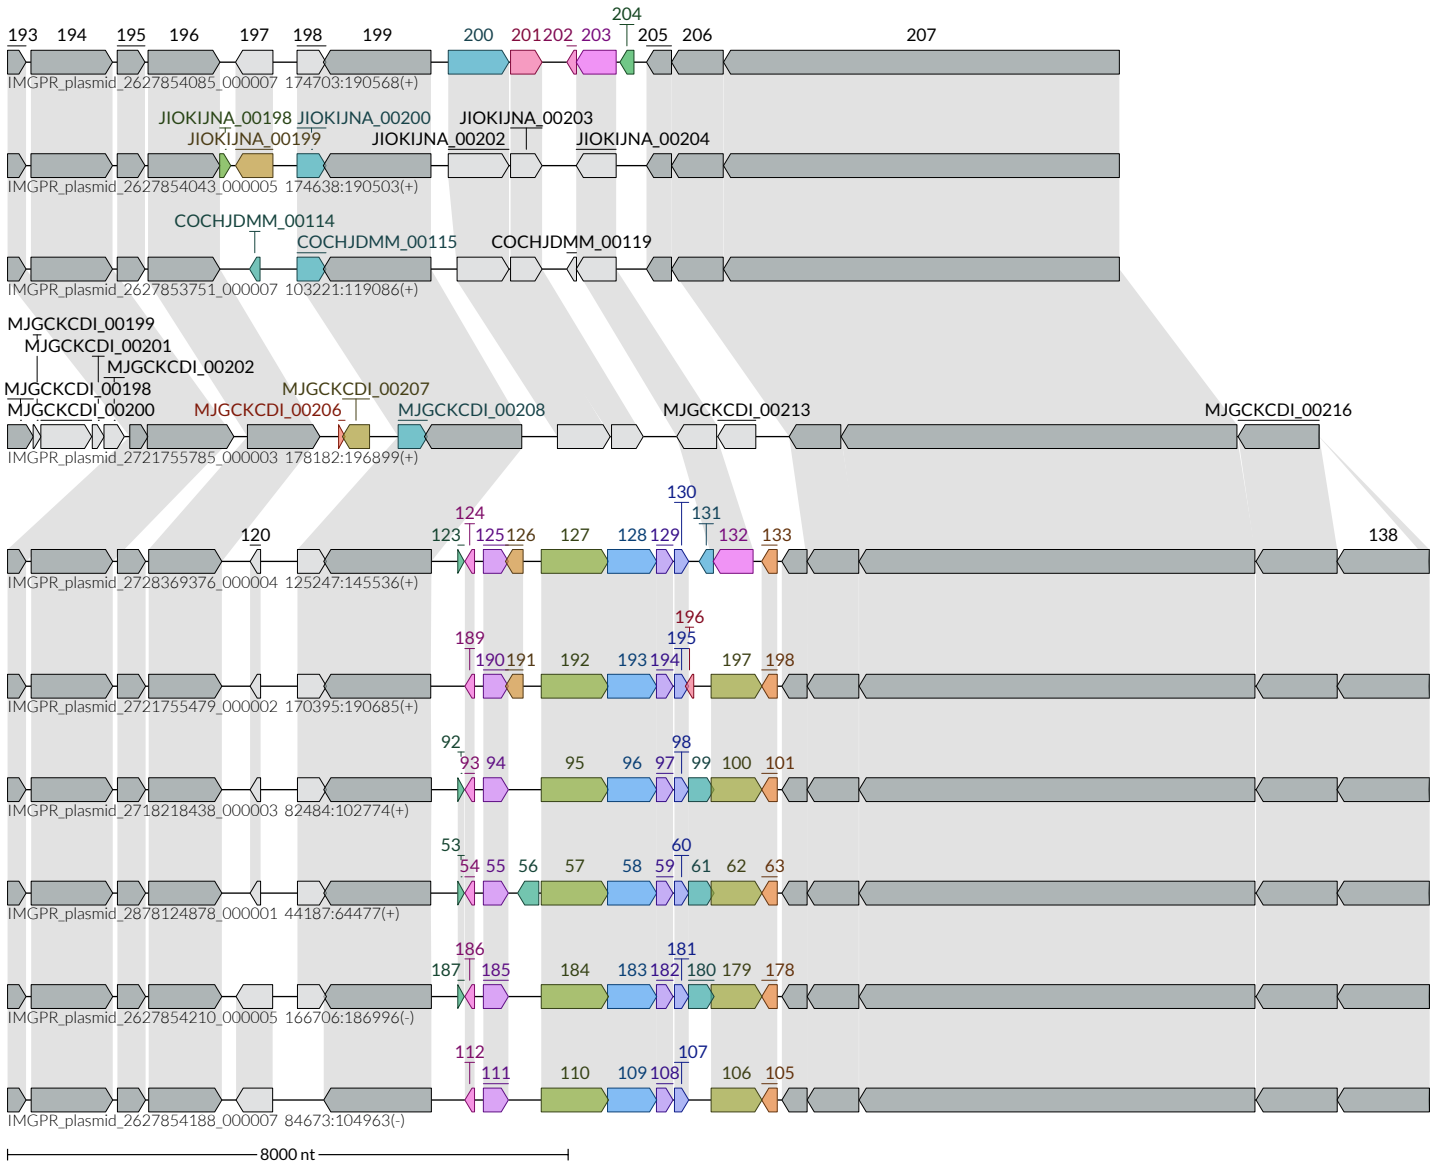 193 194 195 196 197 198 199 200 201 202 203 204 205 206 207
IMGPR_plasmid_2627854085_000007 174703:190568(+)
JIOKIJNA_00198 JIOKIJNA_00200 JIOKIJNA_00203
JIOKIJNA_00199 JIOKIJNA_00202 JIOKIJNA_00204
IMGPR_plasmid_2627854043_000005 174638:190503(+)
COCHJDMM_00114
COCHJDMM_00115 COCHJDMM_00119
IMGPR_plasmid_2627853751_000007 103221:119086(+)
MJGCKCDI_00199
MJGCKCDI_00201
MJGCKCDI_00202
MJGCKCDI_00198 MJGCKCDI_00207
MJGCKCDI_00200 MJGCKCDI_00206 MJGCKCDI_00208 MJGCKCDI_00213 MJGCKCDI_00216
IMGPR_plasmid_2721755785_000003 178182:196899(+)
130
124 131
120 123 125 126 127 128 129 132 133 138
IMGPR_plasmid_2728369376_000004 125247:145536(+)
196
189 195
190 191 192 193 194 197 198
IMGPR_plasmid_2721755479_000002 170395:190685(+)
92 98
93 94 95 96 97 99 100 101
IMGPR_plasmid_2718218438_000003 82484:102774(+)
53 60
54 55 56 57 58 59 61 62 63
IMGPR_plasmid_2878124878_000001 44187:64477(+)
186 181
187 185 184 183 182 180 179 178
IMGPR_plasmid_2627854210_000005 166706:186996(-)
112 107
111 110 109 108 106 105
IMGPR_plasmid_2627854188_000007 84673:104963(-)
8000 nt